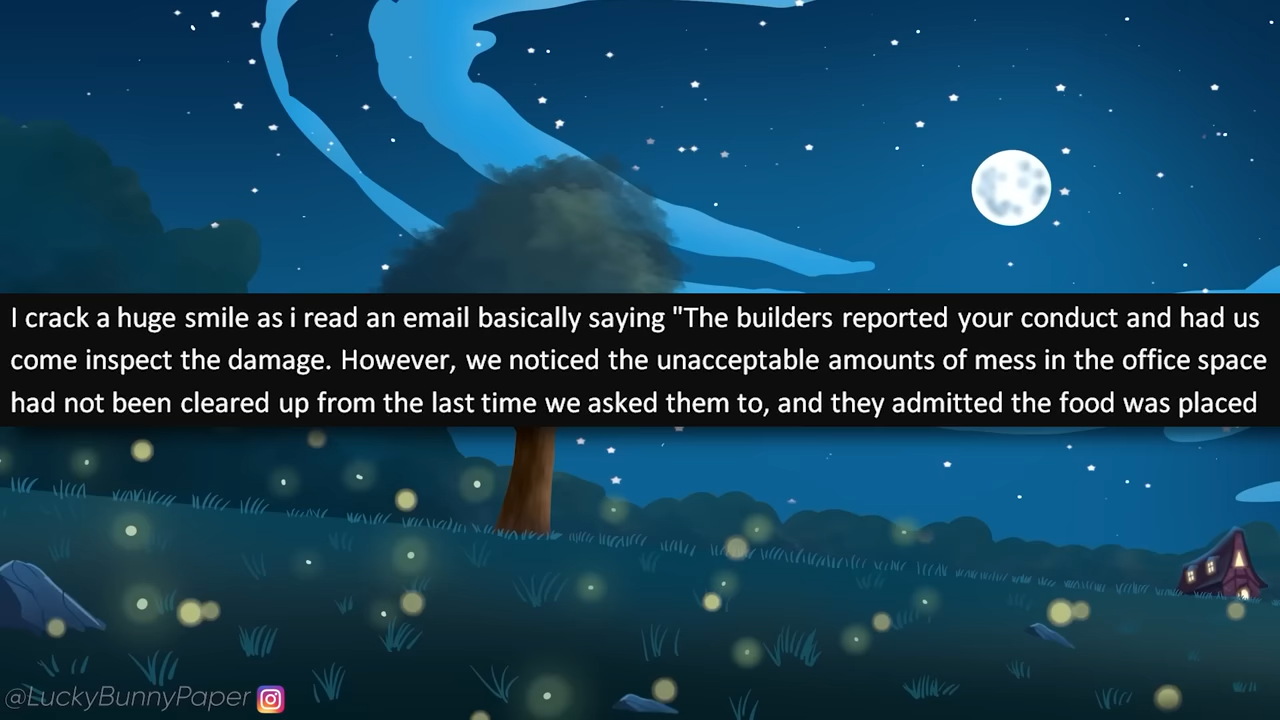 I crack a huge smile as i read an email basically saying "The builders reported your conduct and had us
come inspect the damage. However, we noticed the unacceptable amounts of mess in the office space
had not been cleared up from the last time we asked them to, and they admitted the food was placed
@LuckyBunnyPaper